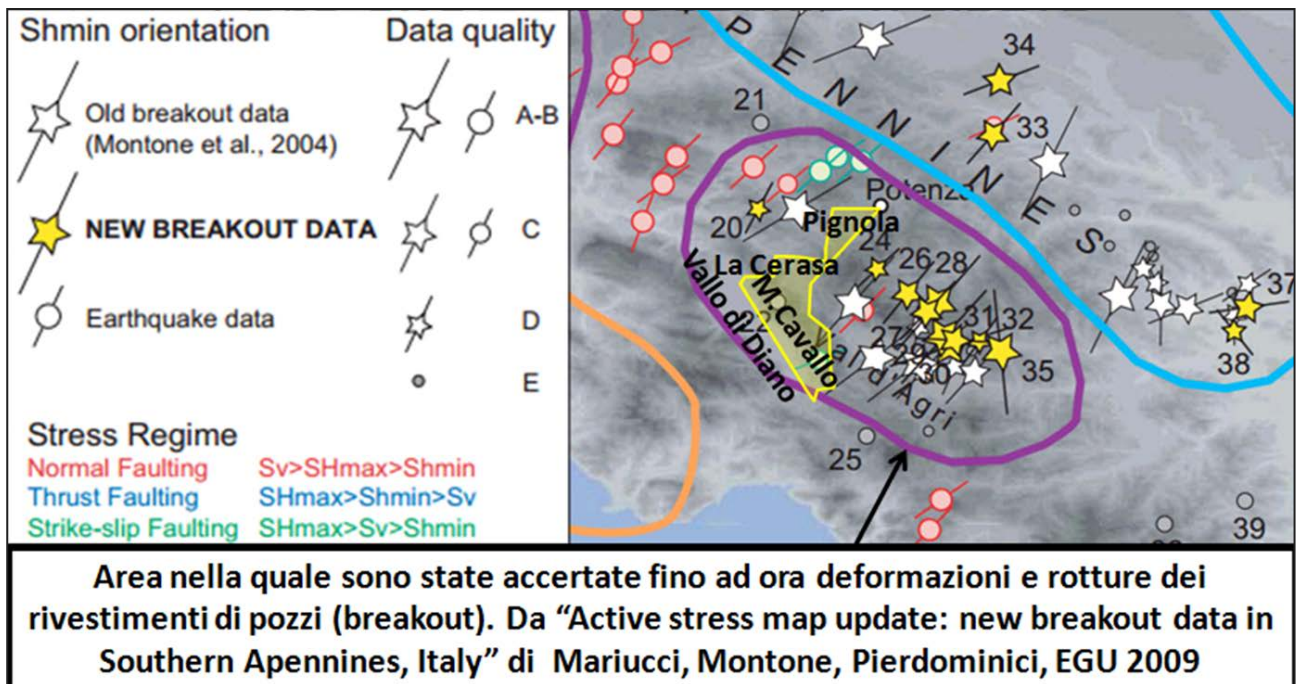 Shmin orientation
Data quality
Old breakout data
(Montone et al., 2004)
A-B
NEW BREAKOUT DATA
C
Earthquake data
D
E
Stress Regime
Normal Faulting Sv>SHmax>Shmin
Thrust Faulting SHmax>Shmin>Sv
Strike-slip Faulting SHmax>Sv>Shmin
P E N N I N E S
34
33
21
Potenza
20
Pignola
24
La Cerasa
26 28
37
Vallo di Diano
M.Cavallo
22
27
31 32
29
30
35
38
d'Agri
25
39
Area nella quale sono state accertate fino ad ora deformazioni e rotture dei
rivestimenti di pozzi (breakout). Da “Active stress map update: new breakout data in
Southern Apennines, Italy” di Mariucci, Montone, Pierdominici, EGU 2009